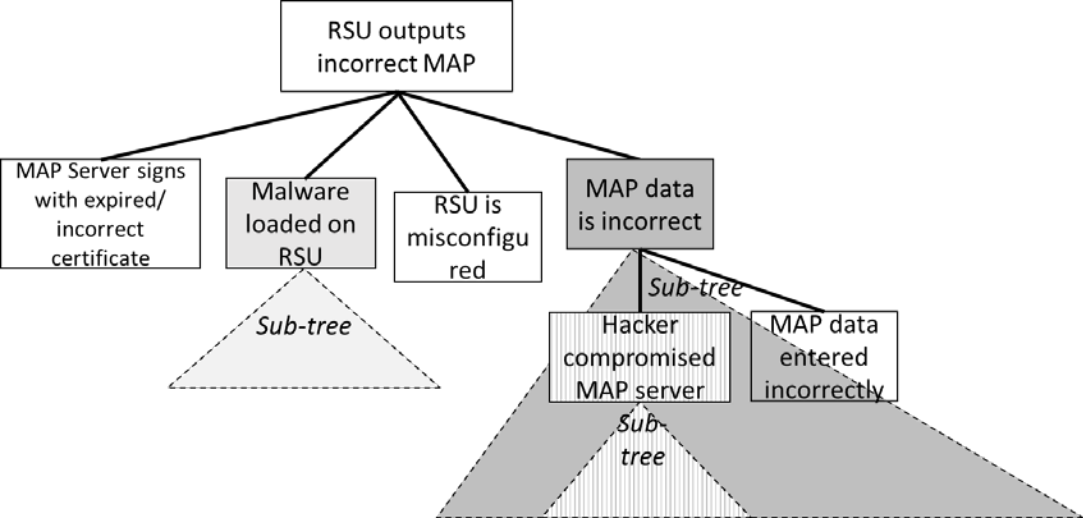 RSU outputs
incorrect MAP
MAP Server signs
with expired/
incorrect
certificate
Malware
loaded on
RSU
RSU is
misconfigu
red
MAP data
is incorrect
Sub-tree
Sub-tree
Hacker
compromised
MAP server
MAP data
entered
incorrectly
Sub-
tree